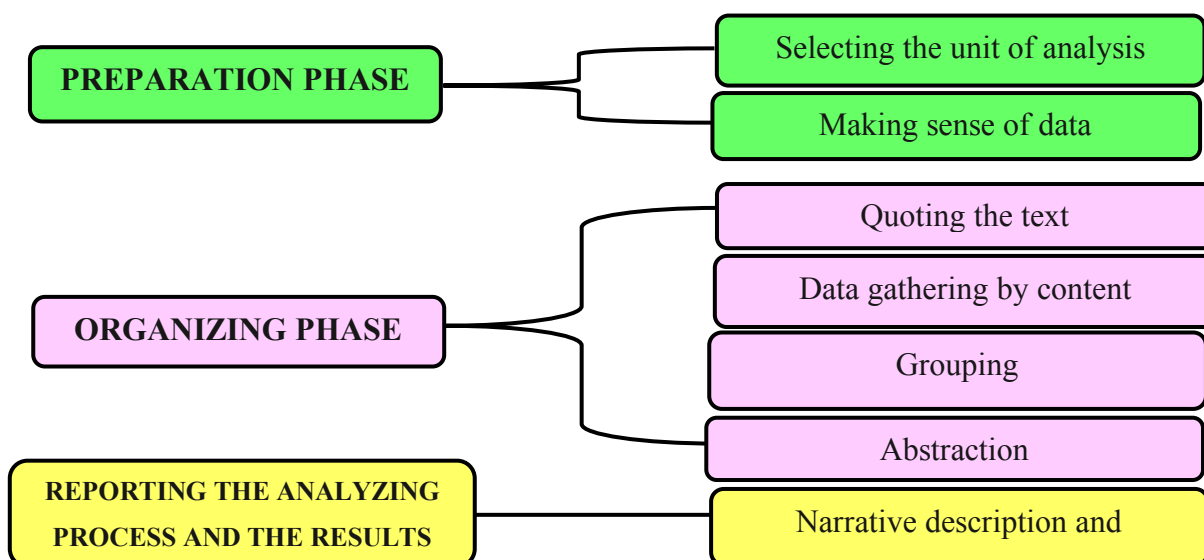 PREPARATION PHASE
Selecting the unit of analysis
Making sense of data
ORGANIZING PHASE
Quoting the text
Data gathering by content
Grouping
Abstraction
REPORTING THE ANALYZING
PROCESS AND THE RESULTS
Narrative description and